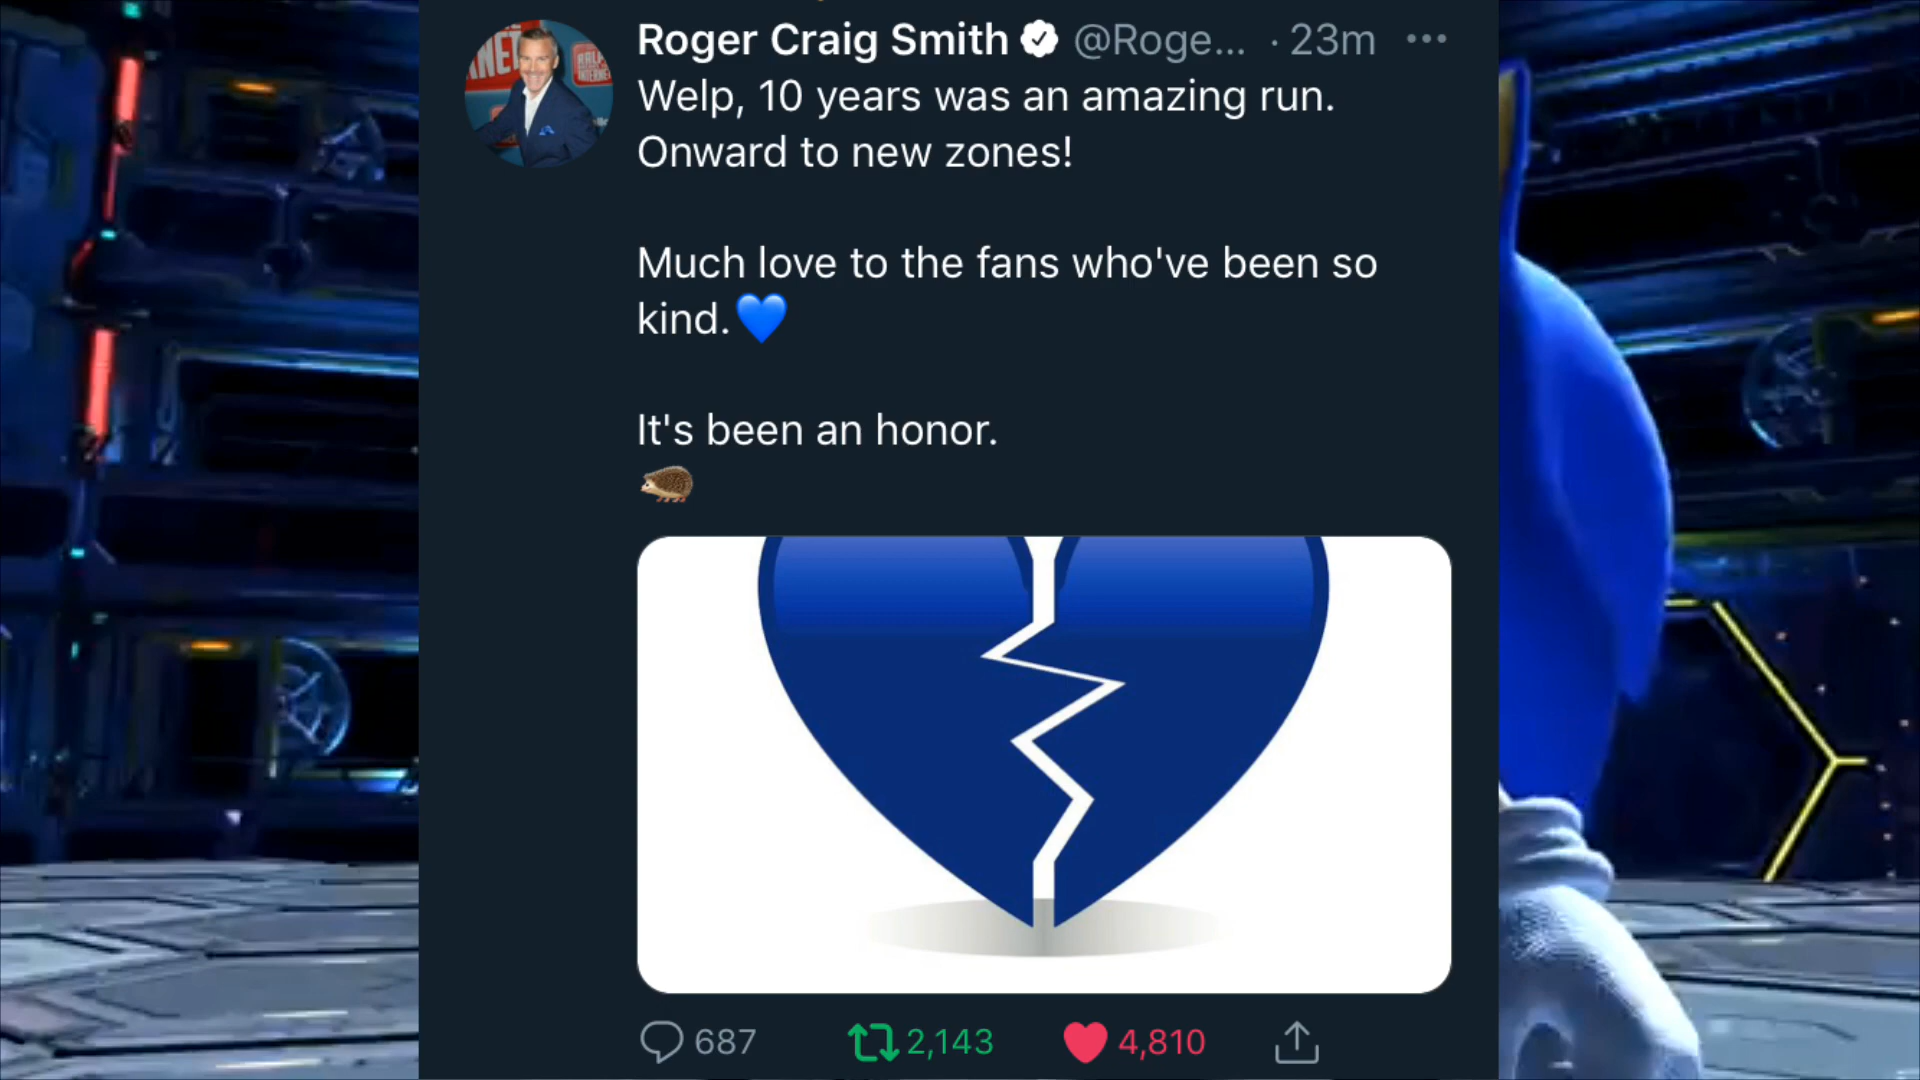 Roger Craig Smith @Roge... · 23m
Welp, 10 years was an amazing run.
Onward to new zones!
Much love to the fans who've been so
kind.💙
It's been an honor.
🦔
687 2,143 4,810